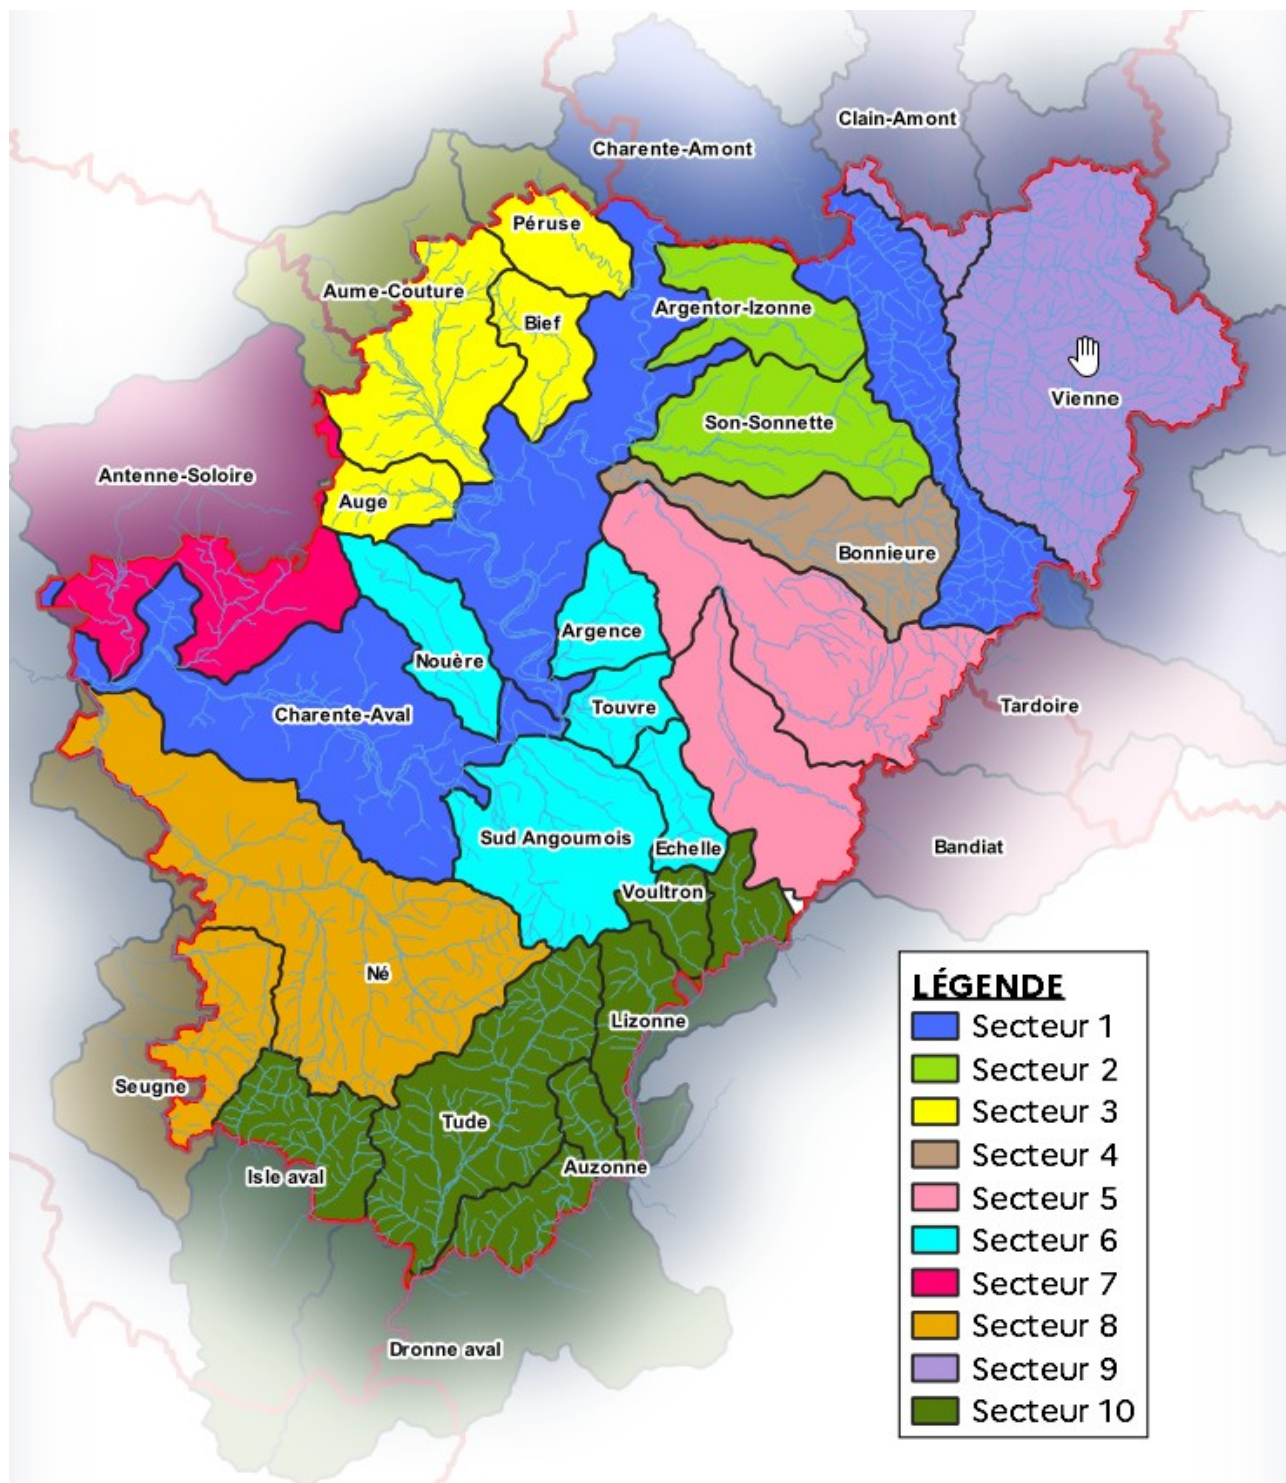 Clain-Amont
Charente-Amont
Péruse
Aume-Couture
Argentor-Izonne
Bief
Vienne
Son-Sonnette
Antenne-Soloire
Auge
Bonnieure
Argence
Nouère
Touvre
Tardoire
Charente-Aval
Sud Angoumois
Echelle
Bandiat
Voultron
Né
Lizonne
Seugne
Tude
Auzonne
Isle aval
Dronne aval
LÉGENDE
Secteur 1
Secteur 2
Secteur 3
Secteur 4
Secteur 5
Secteur 6
Secteur 7
Secteur 8
Secteur 9
Secteur 10